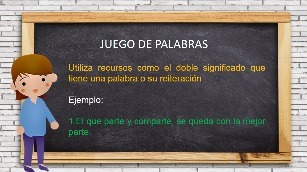 JUEGO DE PALABRAS
Utiliza recursos como el doble significado que
tiene una palabra o su reiteración
Ejemplo:
1.El que parte y comparte, se queda con la mejor
parte.